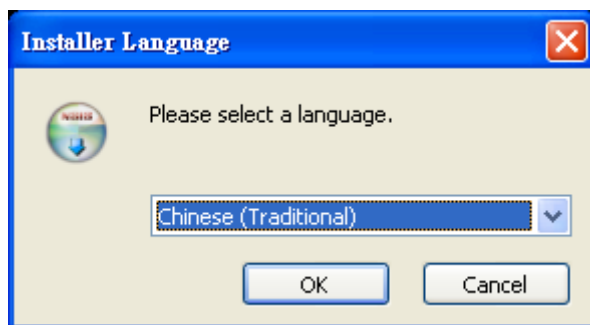 Installer Language
Please select a language.
Chinese (Traditional)
OK
Cancel